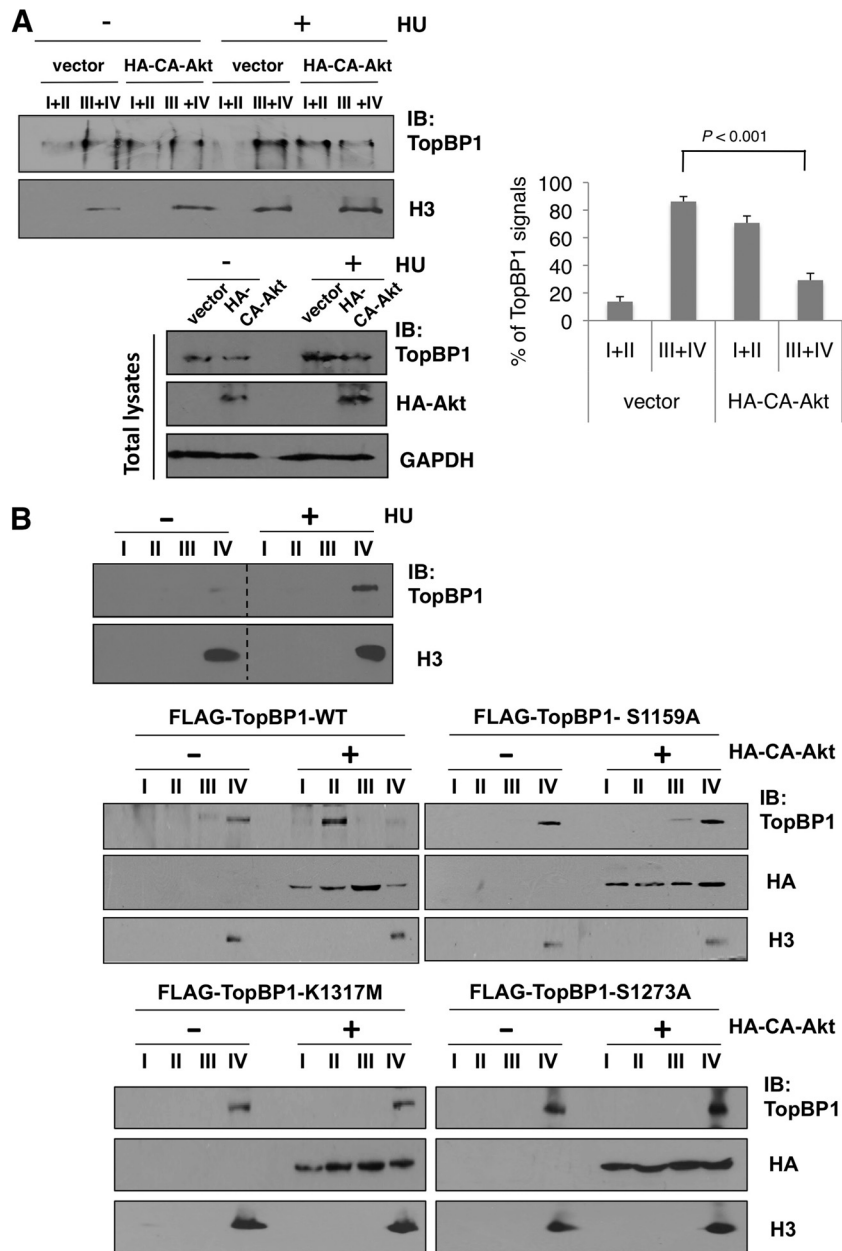 A
- + HU
vector HA-CA-Akt vector HA-CA-Akt
I+II III+IV I+II III +IV I+II III+IV I+II III +IV
IB:
TopBP1
H3
- + HU
vector HA-CA-Akt vector HA-CA-Akt
IB:
TopBP1
HA-Akt
GAPDH
Total lysates
P < 0.001
% of TopBP1 signals
100
80
60
40
20
0
I+II III+IV I+II III+IV
vector HA-CA-Akt
B
- + HU
I II III IV I II III IV
IB:
TopBP1
H3
FLAG-TopBP1-WT FLAG-TopBP1- S1159A
- + - + HA-CA-Akt
I II III IV I II III IV I II III IV I II III IV
IB:
TopBP1
HA
H3
FLAG-TopBP1-K1317M FLAG-TopBP1-S1273A
- + - + HA-CA-Akt
I II III IV I II III IV I II III IV I II III IV
IB:
TopBP1
HA
H3